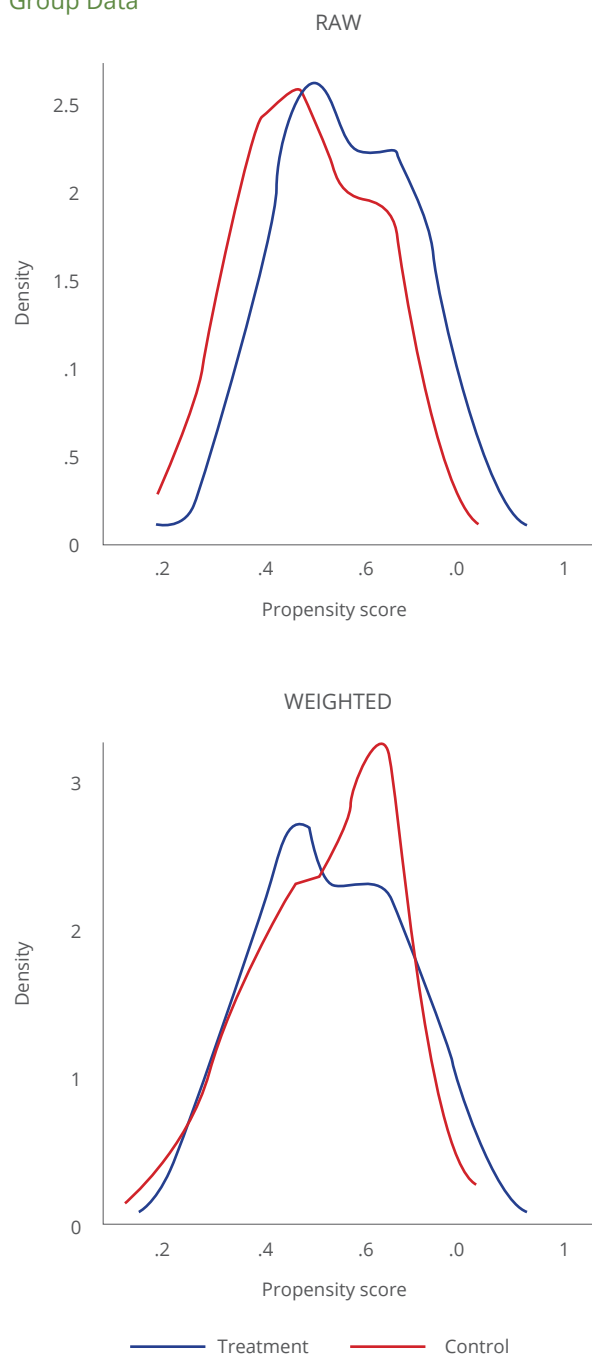 Group Data
RAW
2.5
2
1.5
.1
.5
0
Density
.2 .4 .6 .0 1
Propensity score
WEIGHTED
3
2
1
0
Density
.2 .4 .6 .0 1
Propensity score
Treatment Control